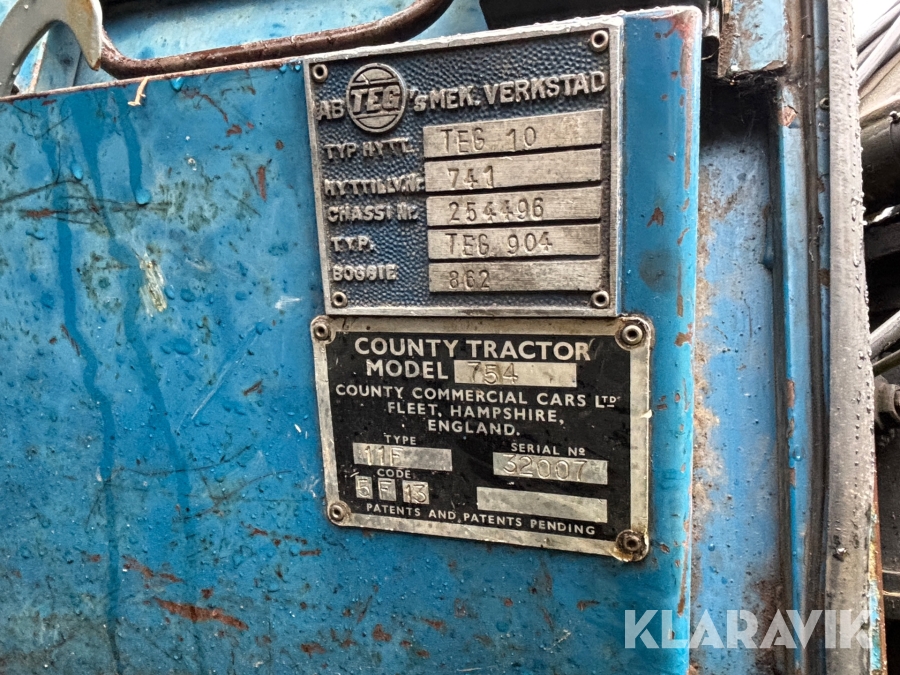 AB TEG'S MEK. VERKSTAD
TYP HYTT. TEG 10
HYTTILLV.Nr 741
CHASSI Nr. 254496
TYP. TEG 904
BOGGIE 862
COUNTY TRACTOR
MODEL 754
COUNTY COMMERCIAL CARS LTD
FLEET, HAMPSHIRE,
ENGLAND.
TYPE SERIAL No
11F 32007
CODE.
5 F 13
PATENTS AND PATENTS PENDING
KLARAVIK